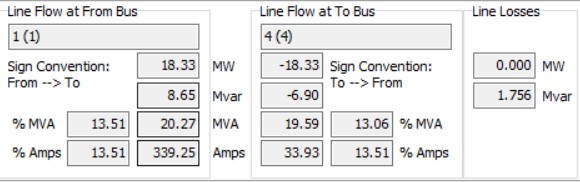 Line Flow at From Bus
1 (1)
Sign Convention:
From --> To
18.33 MW
8.65 Mvar
% MVA 13.51 20.27 MVA
% Amps 13.51 339.25 Amps
Line Flow at To Bus
4 (4)
-18.33 Sign Convention:
To --> From
-6.90
19.59 13.06 % MVA
33.93 13.51 % Amps
Line Losses
0.000 MW
1.756 Mvar